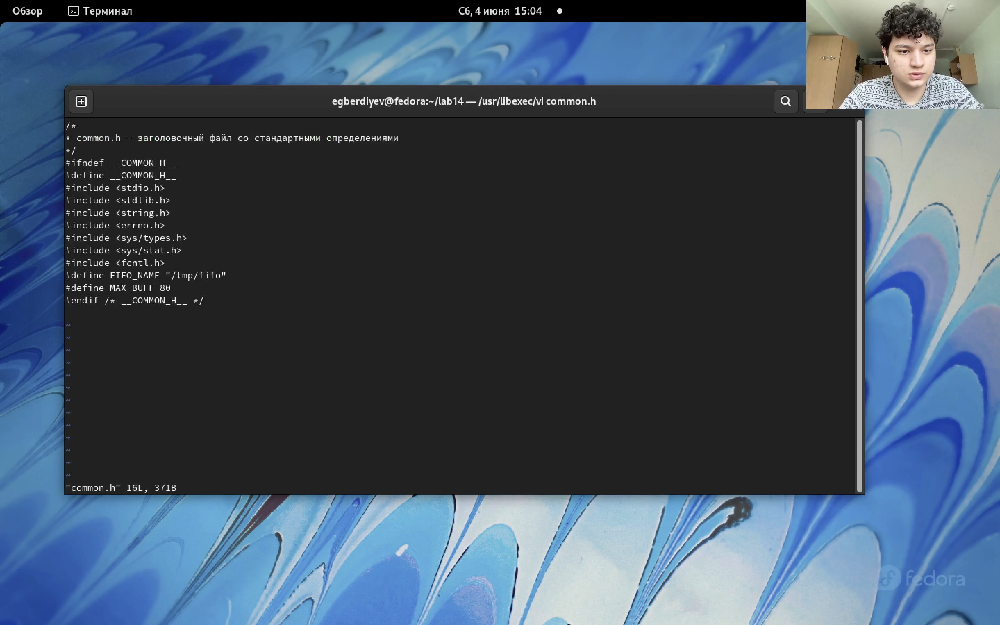 Обзор
Терминал
Сб, 4 июня 15:04
egberdiyev@fedora:~/lab14 — /usr/libexec/vi common.h
/*
* common.h - заголовочный файл со стандартными определениями
*/
#ifndef __COMMON_H__
#define __COMMON_H__
#include <stdio.h>
#include <stdlib.h>
#include <string.h>
#include <errno.h>
#include <sys/types.h>
#include <sys/stat.h>
#include <fcntl.h>
#define FIFO_NAME "/tmp/fifo"
#define MAX_BUFF 80
#endif /* __COMMON_H__ */
~
~
~
~
~
~
~
~
~
~
~
~
~
"common.h" 16L, 371B
fedora